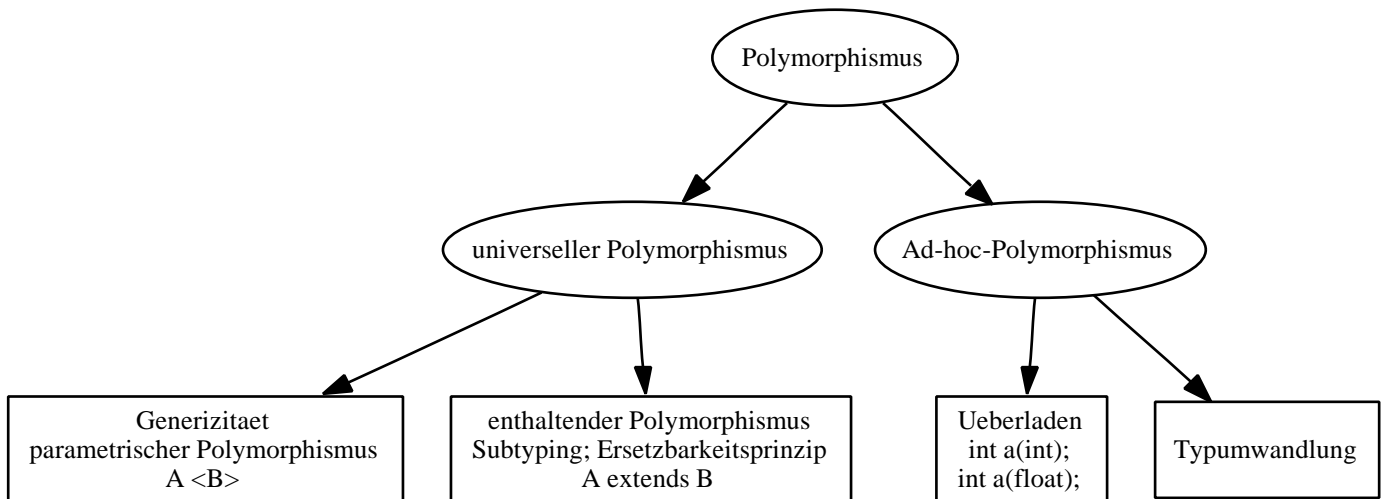 Polymorphismus
universeller Polymorphismus
Ad-hoc-Polymorphismus
Generizitaet
parametrischer Polymorphismus
A <B>
enthaltender Polymorphismus
Subtyping; Ersetzbarkeitsprinzip
A extends B
Ueberladen
int a(int);
int a(float);
Typumwandlung